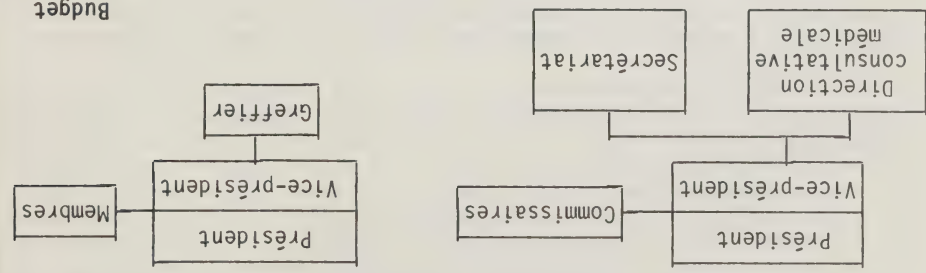 Président
Vice-président
Commissaires
Direction
consultative
médicale
Secrétariat
Président
Vice-président
Membres
Greffier
Budget